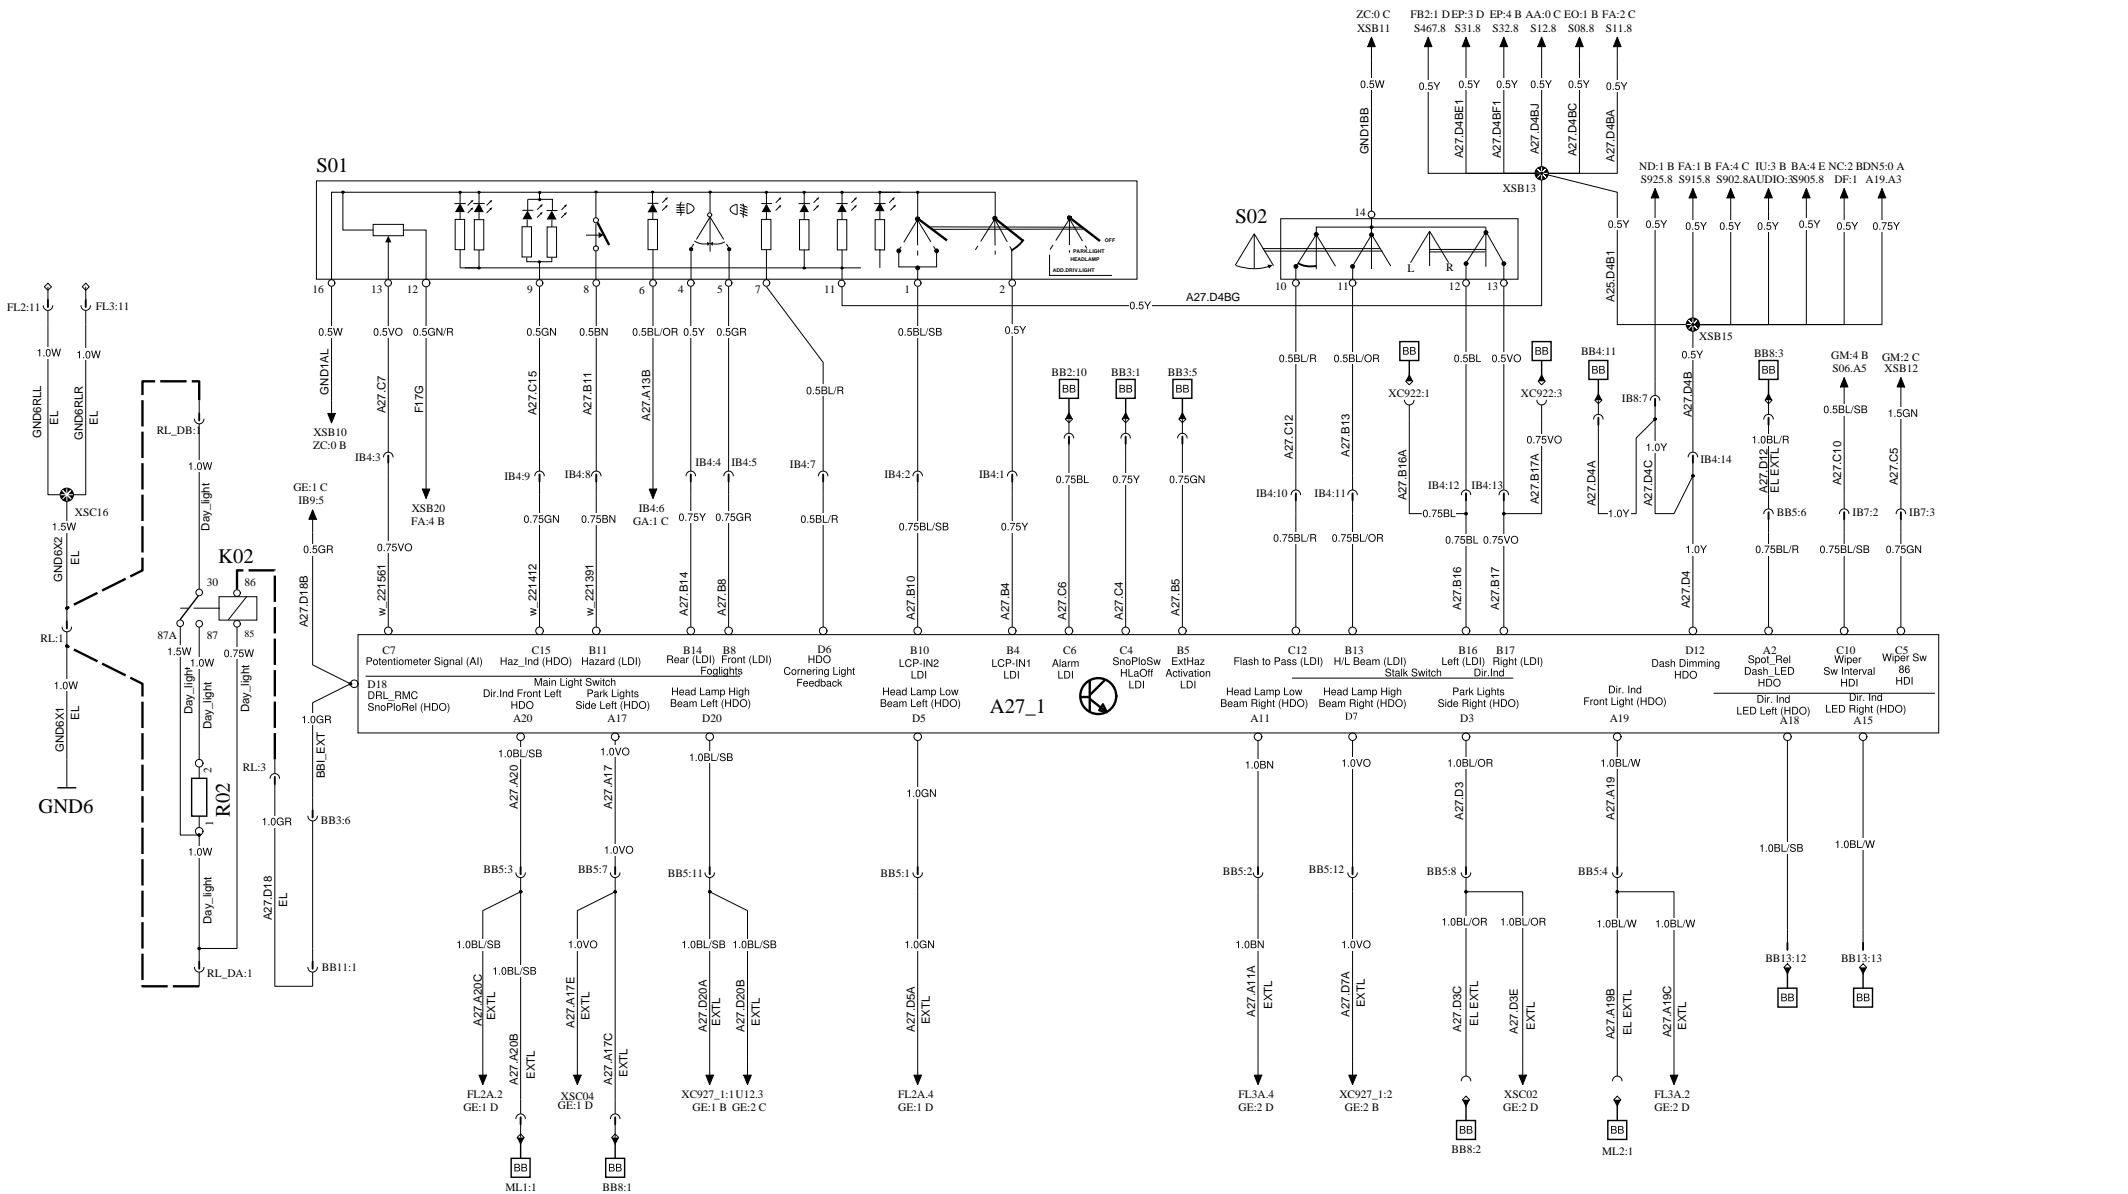 ZC:0 C
XSB11
FB2:1 D EP:3 D EP:4 B AA:0 C EO:1 B FA:2 C
S467.8 S31.8 S32.8 S12.8 S08.8 S11.8
0.5W 0.5Y 0.5Y 0.5Y 0.5Y 0.5Y 0.5Y
GND1BB
A27.D4BE1
A27.D4BF1
A27.D4BJ
A27.D4BC
A27.D4BA
XSB13
ND:1 B FA:1 B FA:4 C IU:3 B BA:4 E NC:2 B DN5:0 A
S925.8 S915.8 S902.8 AUDIO:3 S905.8 DF:1 A19.A3
0.5Y 0.5Y 0.5Y 0.5Y 0.5Y 0.5Y 0.5Y 0.75Y
A25.D4B1
XSB15
S01
OFF
PARK.LIGHT
HEADLAMP
ADD.DRIV.LIGHT
16 13 12 9 8 6 4 5 7 11 1 2
S02
14
L R
10 11 12 13
0.5Y
A27.D4BG
FL2:11 FL3:11
1.0W 1.0W
GND6RLL
EL
GND6RLR
EL
XSC16
1.5W
GND6X2
EL
RL:1
1.0W
GND6X1
EL
GND6
RL_DB:1
1.0W
Day_light
K02
30 86
87A 87 85
1.5W 1.0W 0.75W
Day_light
Day_light
Day_light
2
R02
1
1.0W
Day_light
RL_DA:1
RL:3
1.0GR
A27.D18
EL
GE:1 C
IB9:5
0.5GR
A27.D18B
1.0GR
BBI_EXT
BB3:6
BB11:1
0.5W 0.5VO 0.5GN/R 0.5GN 0.5BN 0.5BL/OR 0.5Y 0.5GR 0.5BL/SB 0.5Y
GND1AL
XSB10
ZC:0 B
A27.C7
IB4:3
0.75VO
w_221561
F17G
XSB20
FA:4 B
A27.C15
IB4:9
0.75GN
w_221412
A27.B11
IB4:8
0.75BN
w_221391
A27.A13B
IB4:6
GA:1 C
IB4:4 IB4:5
0.75Y 0.75GR
A27.B14
A27.B8
0.5BL/R
IB4:7
0.5BL/R
IB4:2
0.75BL/SB
A27.B10
IB4:1
0.75Y
A27.B4
BB2:10 BB3:1 BB3:5
BB BB BB
0.75BL 0.75Y 0.75GN
A27.C6
A27.C4
A27.B5
0.5BL/R 0.5BL/OR 0.5BL 0.5VO
A27.C12
A27.B13
IB4:10 IB4:11 IB4:12 IB4:13
0.75BL/R 0.75BL/OR 0.75BL 0.75VO
BB BB
XC922:1 XC922:3
A27.B16A
0.75BL
0.75VO
A27.B17A
A27.B16
A27.B17
BB4:11
BB
A27.D4A
1.0Y
IB8:7
1.0Y
A27.D4C
0.5Y
A27.D4B
IB4:14
1.0Y
A27.D4
BB8:3
BB
1.0BL/R
A27.D12
EL EXTL
BB5:6
0.75BL/R
GM:4 B
S06.A5
0.5BL/SB
A27.C10
IB7:2
0.75BL/SB
GM:2 C
XSB12
1.5GN
A27.C5
IB7:3
0.75GN
C7
Potentiometer Signal (AI)
D18
DRL_RMC
SnoPloRel (HDO)
C15
Haz_Ind (HDO)
B11
Hazard (LDI)
B14 B8
Rear (LDI) Front (LDI)
Foglights
Main Light Switch
D6
HDO
Cornering Light
Feedback
B10
LCP-IN2
LDI
B4
LCP-IN1
LDI
C6
Alarm
LDI
C4
SnoPloSw
HLaOff
LDI
B5
ExtHaz
Activation
LDI
C12
Flash to Pass (LDI)
B13
H/L Beam (LDI)
B16 B17
Left (LDI) Right (LDI)
Stalk Switch Dir.Ind
D12
Dash Dimming
HDO
A2
Spot_Rel
Dash_LED
HDO
C10
Wiper
Sw Interval
HDI
C5
Wiper Sw
86
HDI
A27_1
Dir.Ind Front Left
HDO
A20
Park Lights
Side Left (HDO)
A17
Head Lamp High
Beam Left (HDO)
D20
Head Lamp Low
Beam Left (HDO)
D5
Head Lamp Low
Beam Right (HDO)
A11
Head Lamp High
Beam Right (HDO)
D7
Park Lights
Side Right (HDO)
D3
Dir. Ind
Front Light (HDO)
A19
Dir. Ind
LED Left (HDO)
A18
Dir. Ind
LED Right (HDO)
A15
1.0BL/SB
A27.A20
BB5:3
1.0BL/SB
A27.A20C
EXTL
FL2A.2
GE:1 D
1.0BL/SB
A27.A20B
EXTL
BB
ML1:1
1.0VO
A27.A17
1.0VO
BB5:7
1.0VO
A27.A17E
EXTL
XSC04
GE:1 D
A27.A17C
EXTL
BB
BB8:1
1.0BL/SB
BB5:11
1.0BL/SB 1.0BL/SB
A27.D20A
EXTL
A27.D20B
EXTL
XC927_1:1 U12.3
GE:1 B GE:2 C
1.0GN
BB5:1
1.0GN
A27.D5A
EXTL
FL2A.4
GE:1 D
1.0BN
BB5:2
1.0BN
A27.A11A
EXTL
FL3A.4
GE:2 D
1.0VO
BB5:12
1.0VO
A27.D7A
EXTL
XC927_1:2
GE:2 B
1.0BL/OR
A27.D3
BB5:8
1.0BL/OR 1.0BL/OR
A27.D3C
EL EXTL
BB
BB8:2
A27.D3E
EXTL
XSC02
GE:2 D
1.0BL/W
A27.A19
BB5:4
1.0BL/W 1.0BL/W
A27.A19B
EL EXTL
BB
ML2:1
A27.A19C
EXTL
FL3A.2
GE:2 D
1.0BL/SB
BB13:12
BB
1.0BL/W
BB13:13
BB